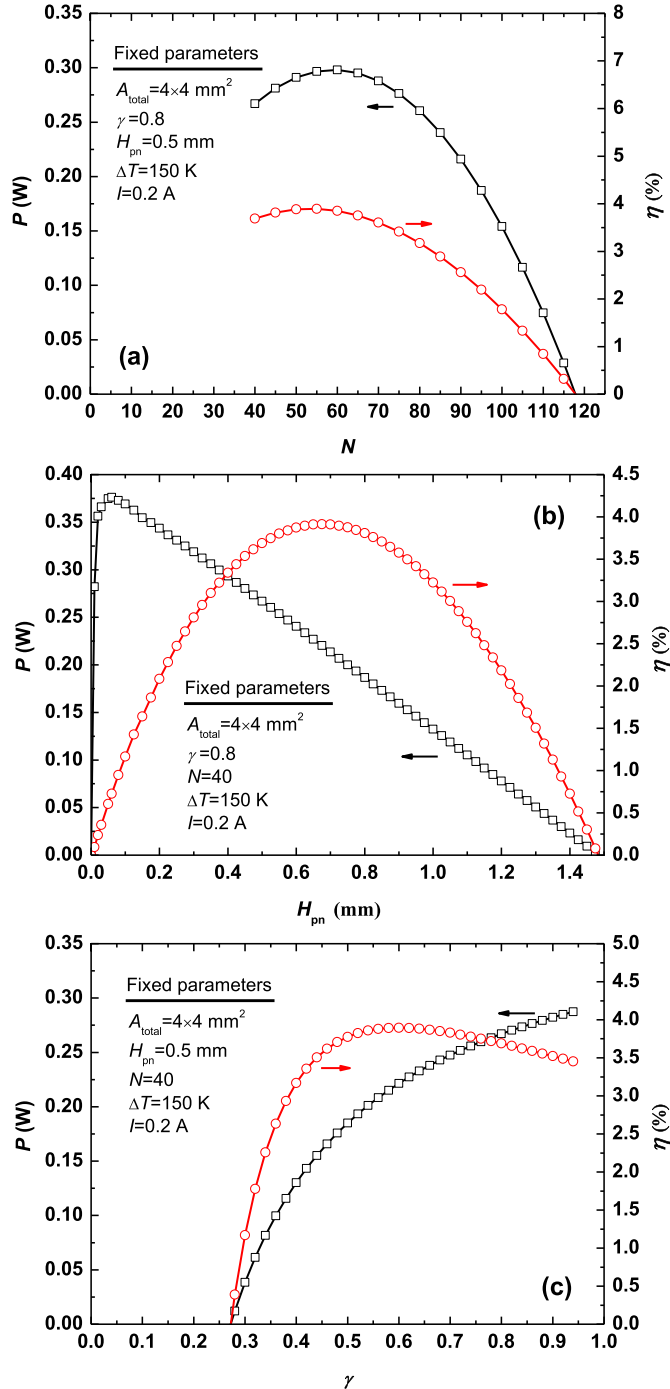 0.35
0.30
0.25
0.20
0.15
0.10
0.05
0.00
P (W)
8
7
6
5
4
3
2
1
0
η (%)
Fixed parameters
A_total=4×4 mm²
γ=0.8
H_pn=0.5 mm
ΔT=150 K
I=0.2 A
(a)
0 10 20 30 40 50 60 70 80 90 100 110 120
N
0.40
0.35
0.30
0.25
0.20
0.15
0.10
0.05
0.00
P (W)
4.5
4.0
3.5
3.0
2.5
2.0
1.5
1.0
0.5
0.0
η (%)
(b)
Fixed parameters
A_total=4×4 mm²
γ=0.8
N=40
ΔT=150 K
I=0.2 A
0.0 0.2 0.4 0.6 0.8 1.0 1.2 1.4
H_pn (mm)
0.35
0.30
0.25
0.20
0.15
0.10
0.05
0.00
P (W)
5.0
4.5
4.0
3.5
3.0
2.5
2.0
1.5
1.0
0.5
0.0
η (%)
Fixed parameters
A_total=4×4 mm²
H_pn=0.5 mm
N=40
ΔT=150 K
I=0.2 A
(c)
0.0 0.1 0.2 0.3 0.4 0.5 0.6 0.7 0.8 0.9 1.0
γ